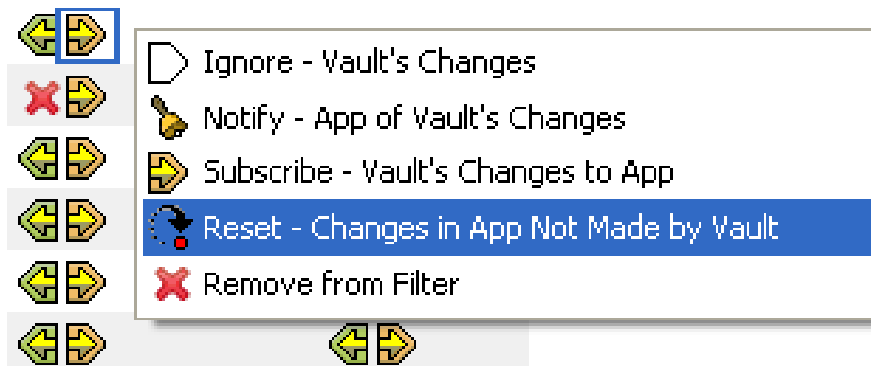 Ignore - Vault's Changes
Notify - App of Vault's Changes
Subscribe - Vault's Changes to App
Reset - Changes in App Not Made by Vault
Remove from Filter